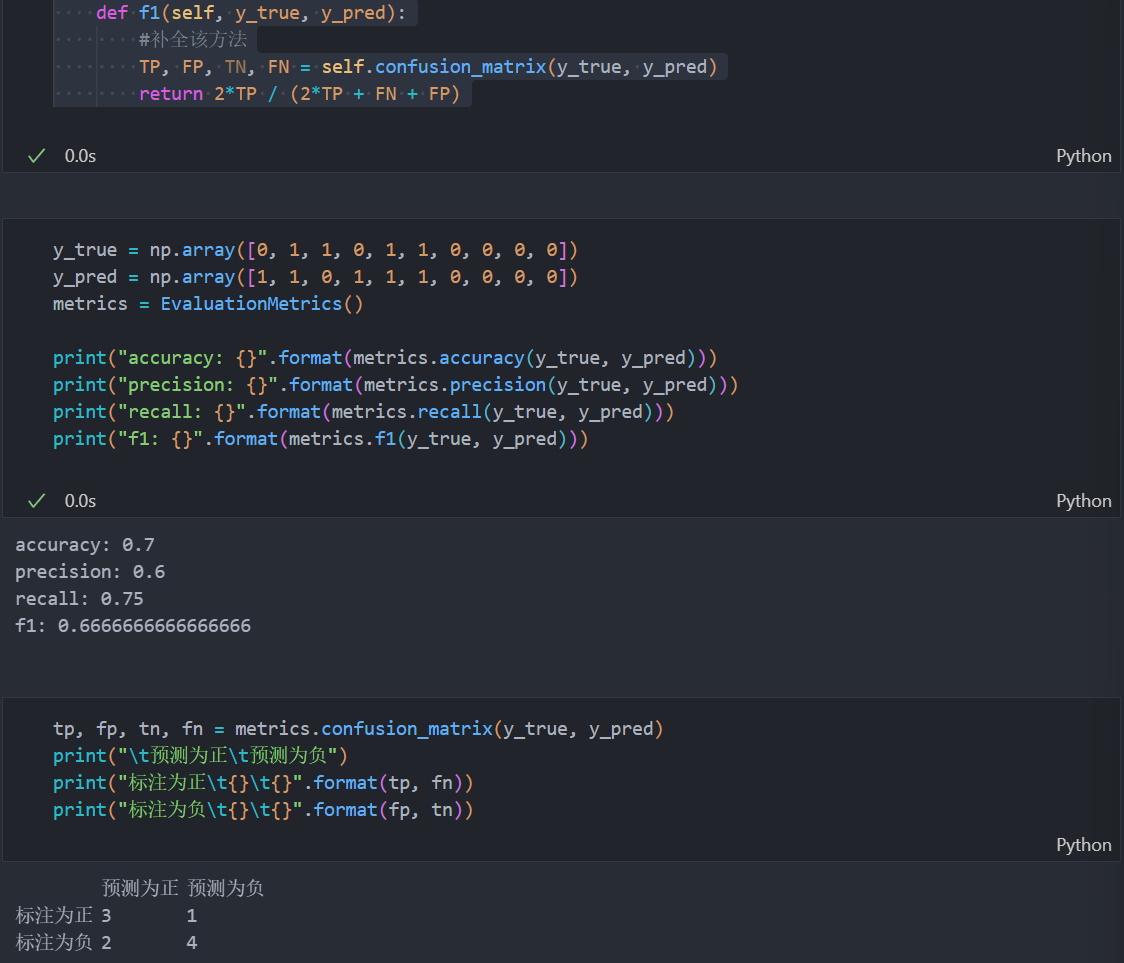 def f1(self, y_true, y_pred):
#补全该方法
TP, FP, TN, FN = self.confusion_matrix(y_true, y_pred)
return 2*TP / (2*TP + FN + FP)
0.0s
Python
y_true = np.array([0, 1, 1, 0, 1, 1, 0, 0, 0, 0])
y_pred = np.array([1, 1, 0, 1, 1, 1, 0, 0, 0, 0])
metrics = EvaluationMetrics()
print("accuracy: {}".format(metrics.accuracy(y_true, y_pred)))
print("precision: {}".format(metrics.precision(y_true, y_pred)))
print("recall: {}".format(metrics.recall(y_true, y_pred)))
print("f1: {}".format(metrics.f1(y_true, y_pred)))
0.0s
Python
accuracy: 0.7
precision: 0.6
recall: 0.75
f1: 0.6666666666666666
tp, fp, tn, fn = metrics.confusion_matrix(y_true, y_pred)
print("\t预测为正\t预测为负")
print("标注为正\t{}\t{}".format(tp, fn))
print("标注为负\t{}\t{}".format(fp, tn))
Python
预测为正 预测为负
标注为正 3 1
标注为负 2 4